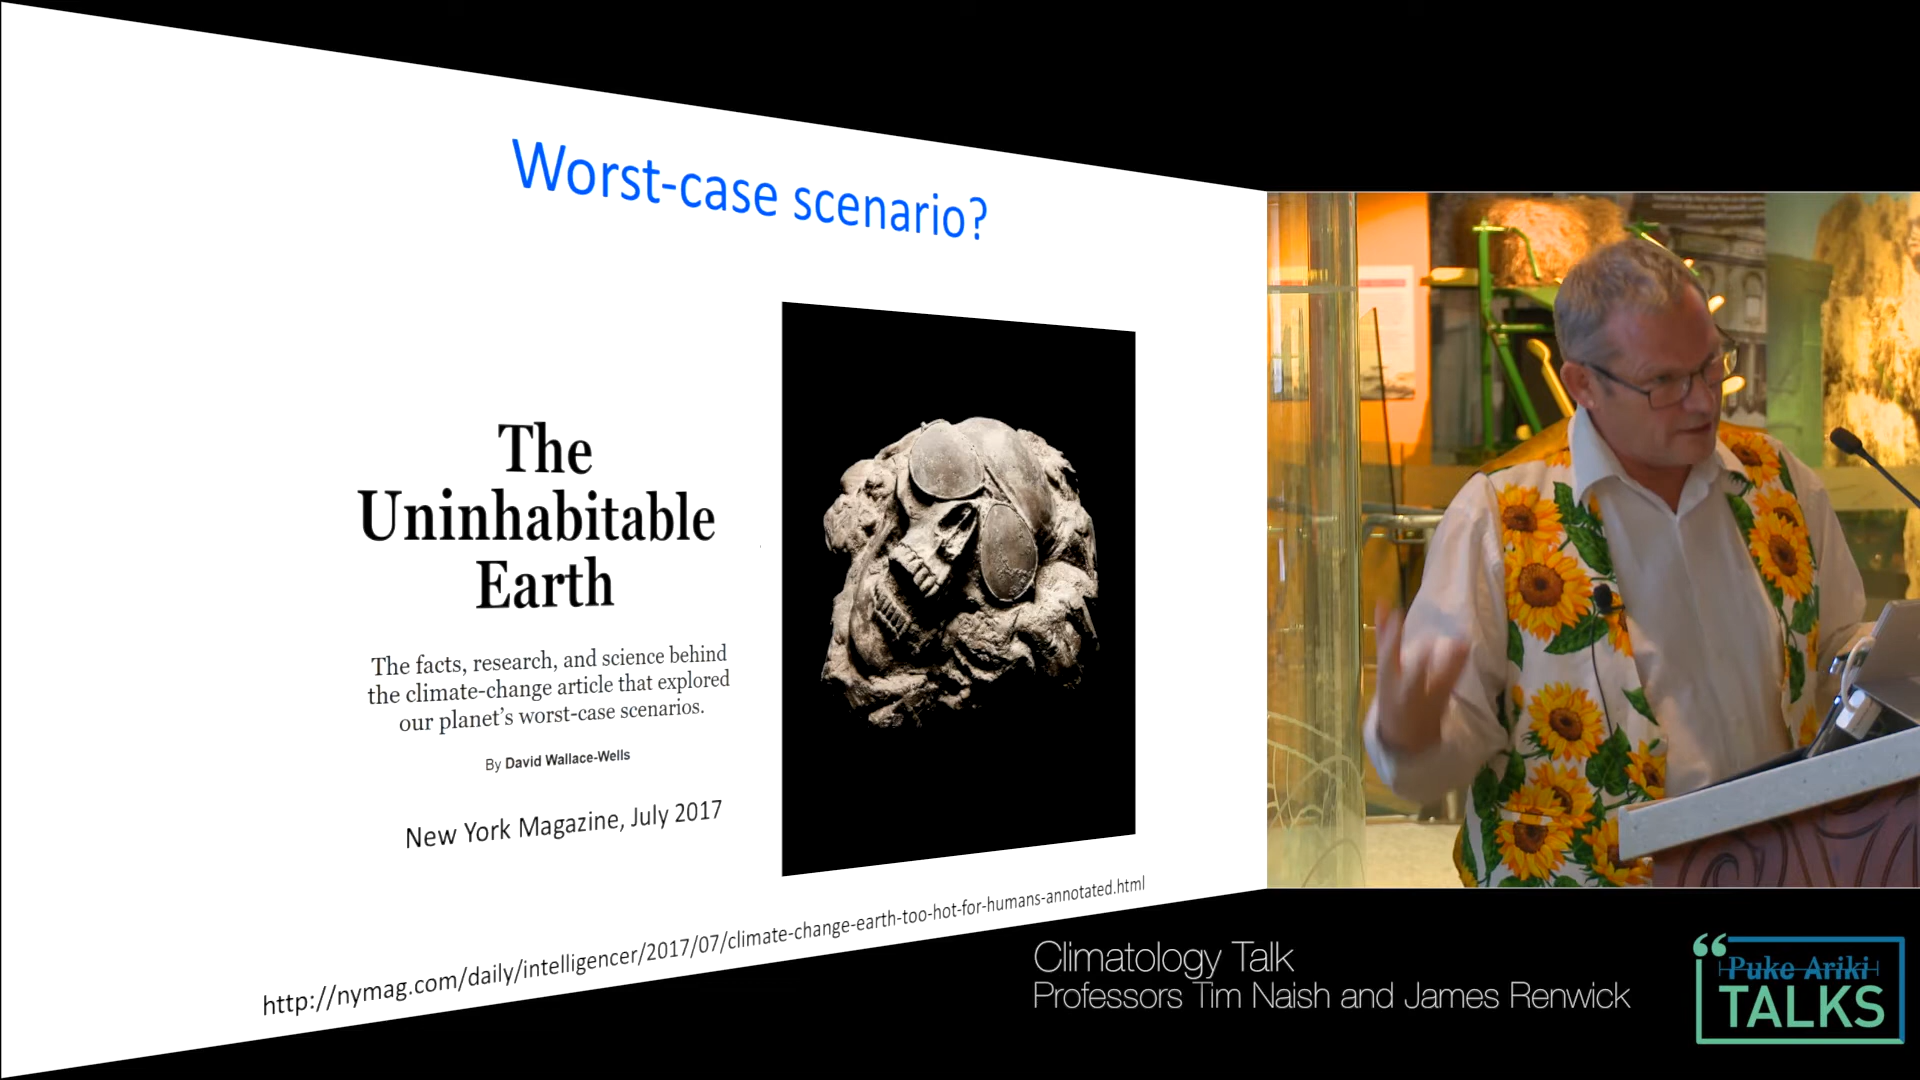 Worst-case scenario?
The
Uninhabitable
Earth
The facts, research, and science behind
the climate-change article that explored
our planet's worst-case scenarios.
By David Wallace-Wells
New York Magazine, July 2017
http://nymag.com/daily/intelligencer/2017/07/climate-change-earth-too-hot-for-humans-annotated.html
Climatology Talk
Professors Tim Naish and James Renwick
“Puke Ariki
TALKS